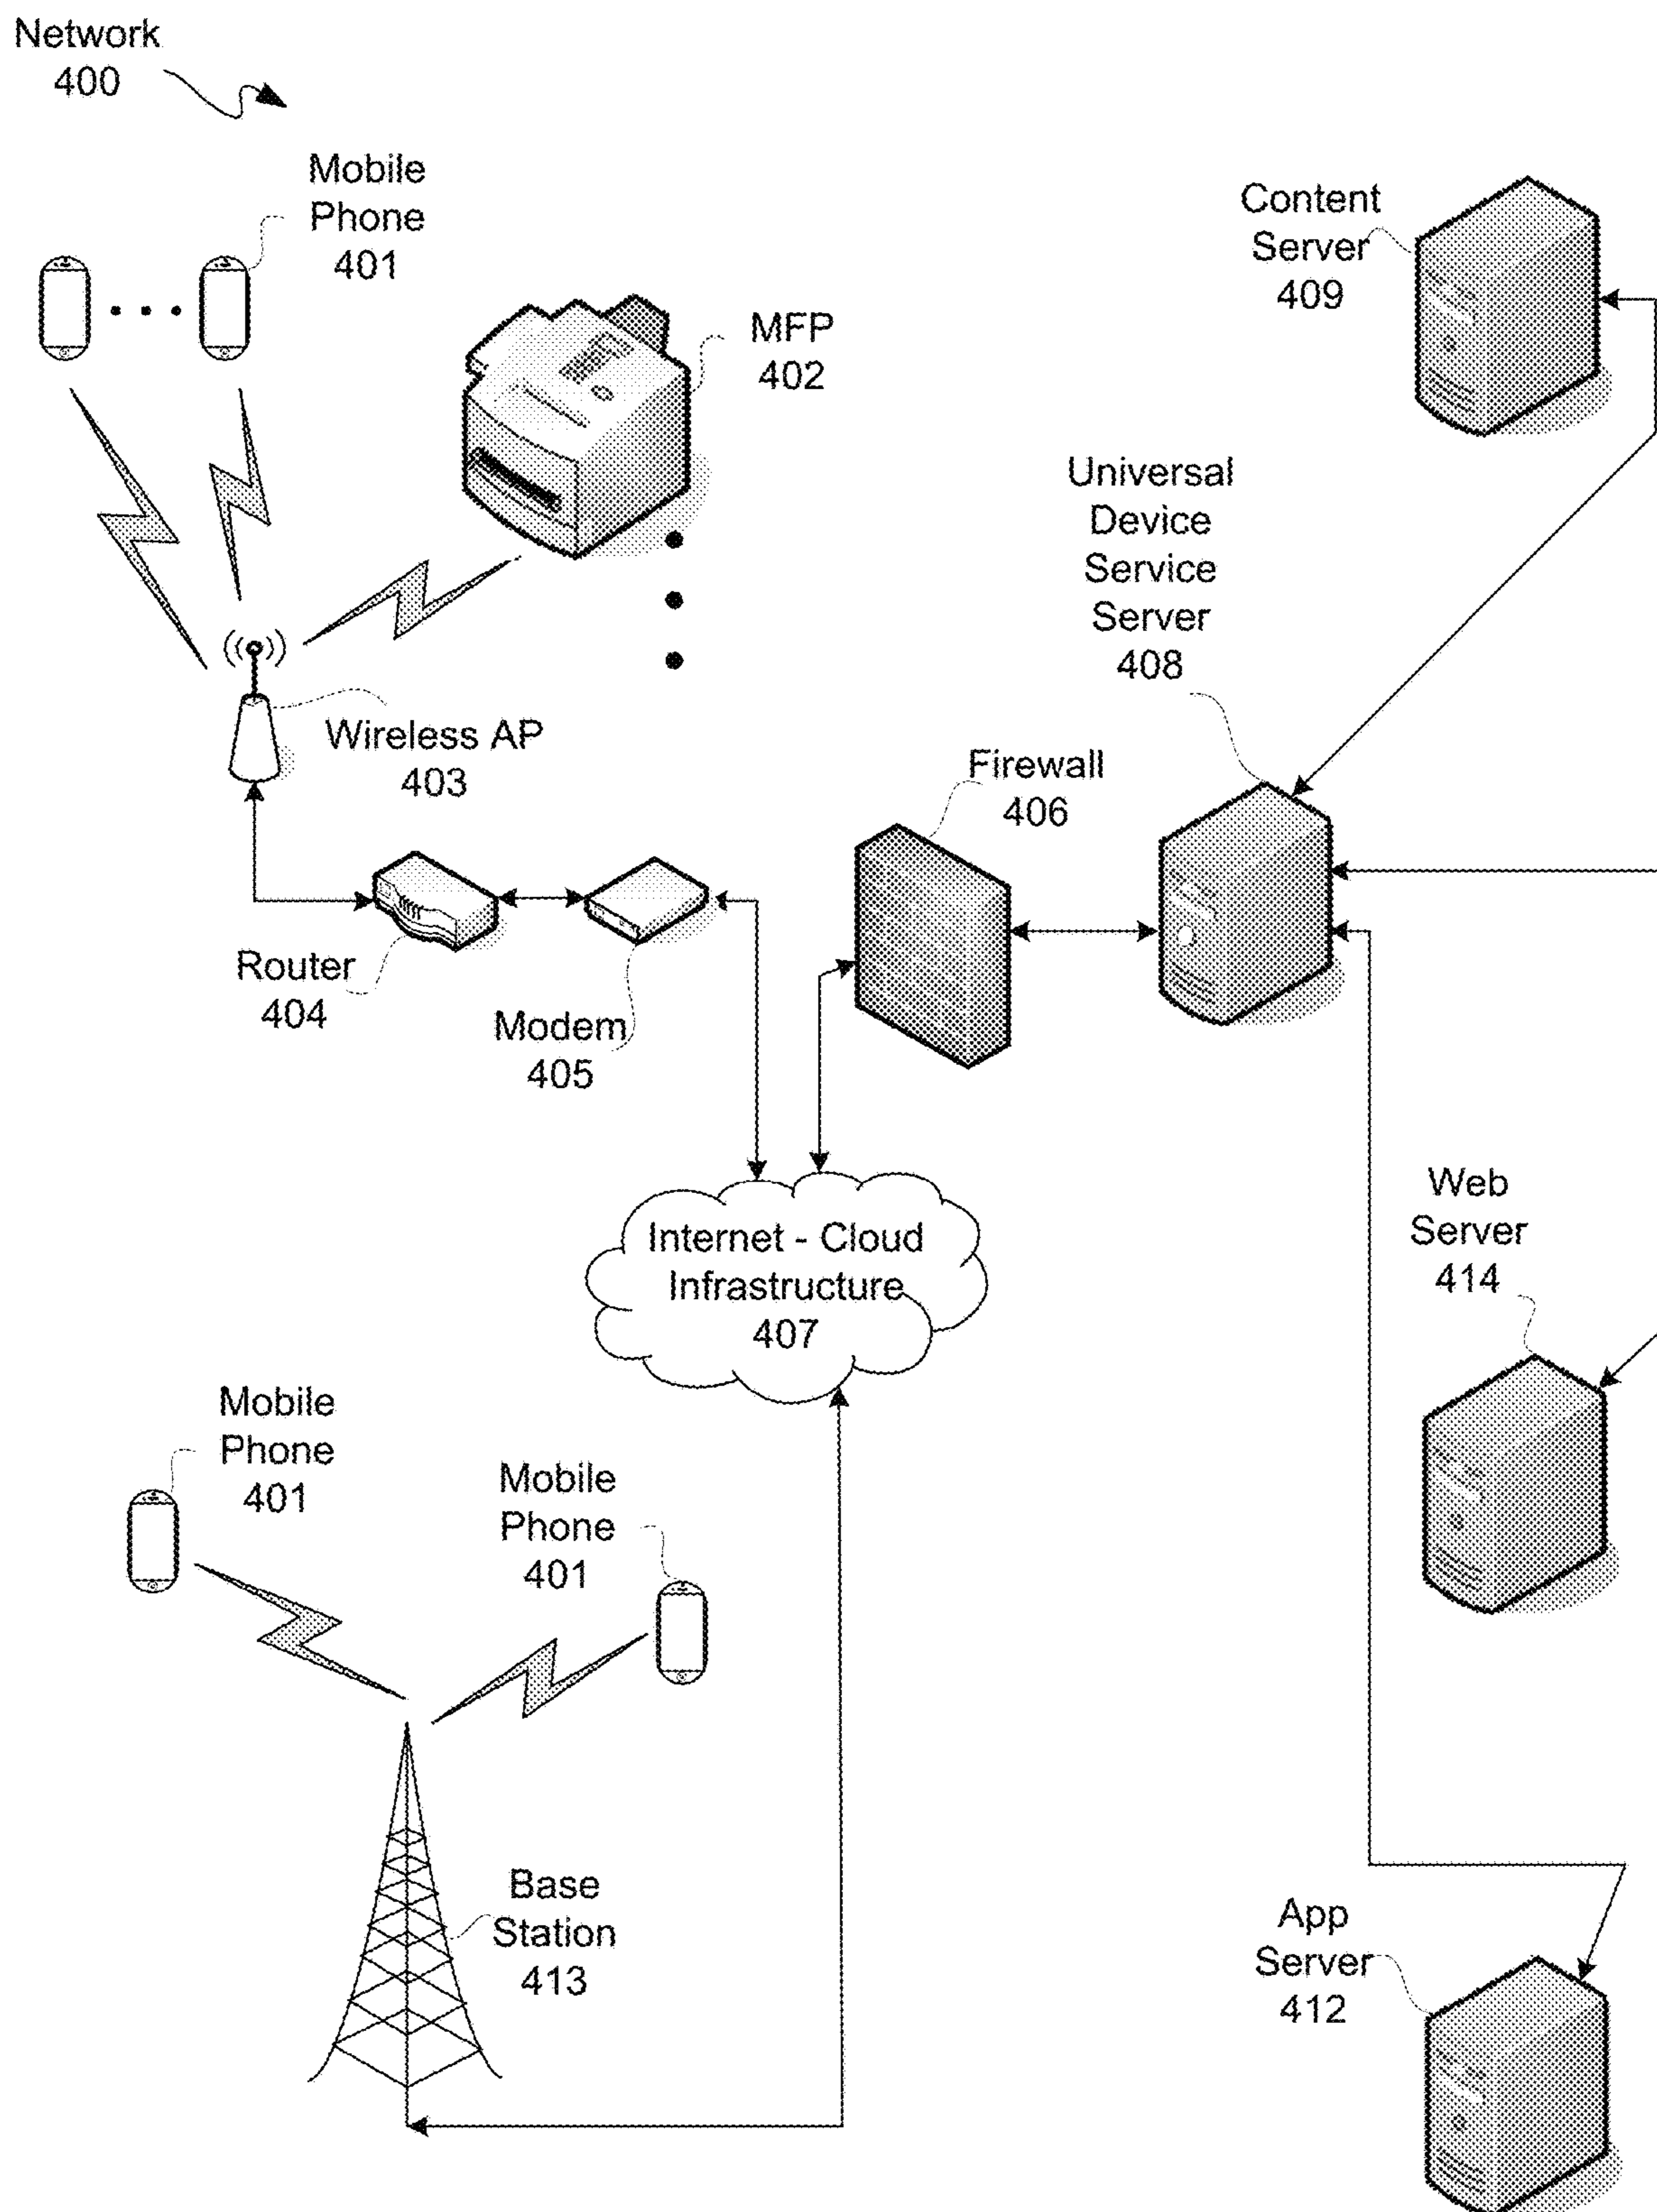 Network
400
Mobile
Phone
401
MFP
402
Content
Server
409
Universal
Device
Service
Server
408
Wireless AP
403
Firewall
406
Router
404
Modem
405
Internet - Cloud
Infrastructure
407
Web
Server
414
Mobile
Phone
401
Mobile
Phone
401
Base
Station
413
App
Server
412